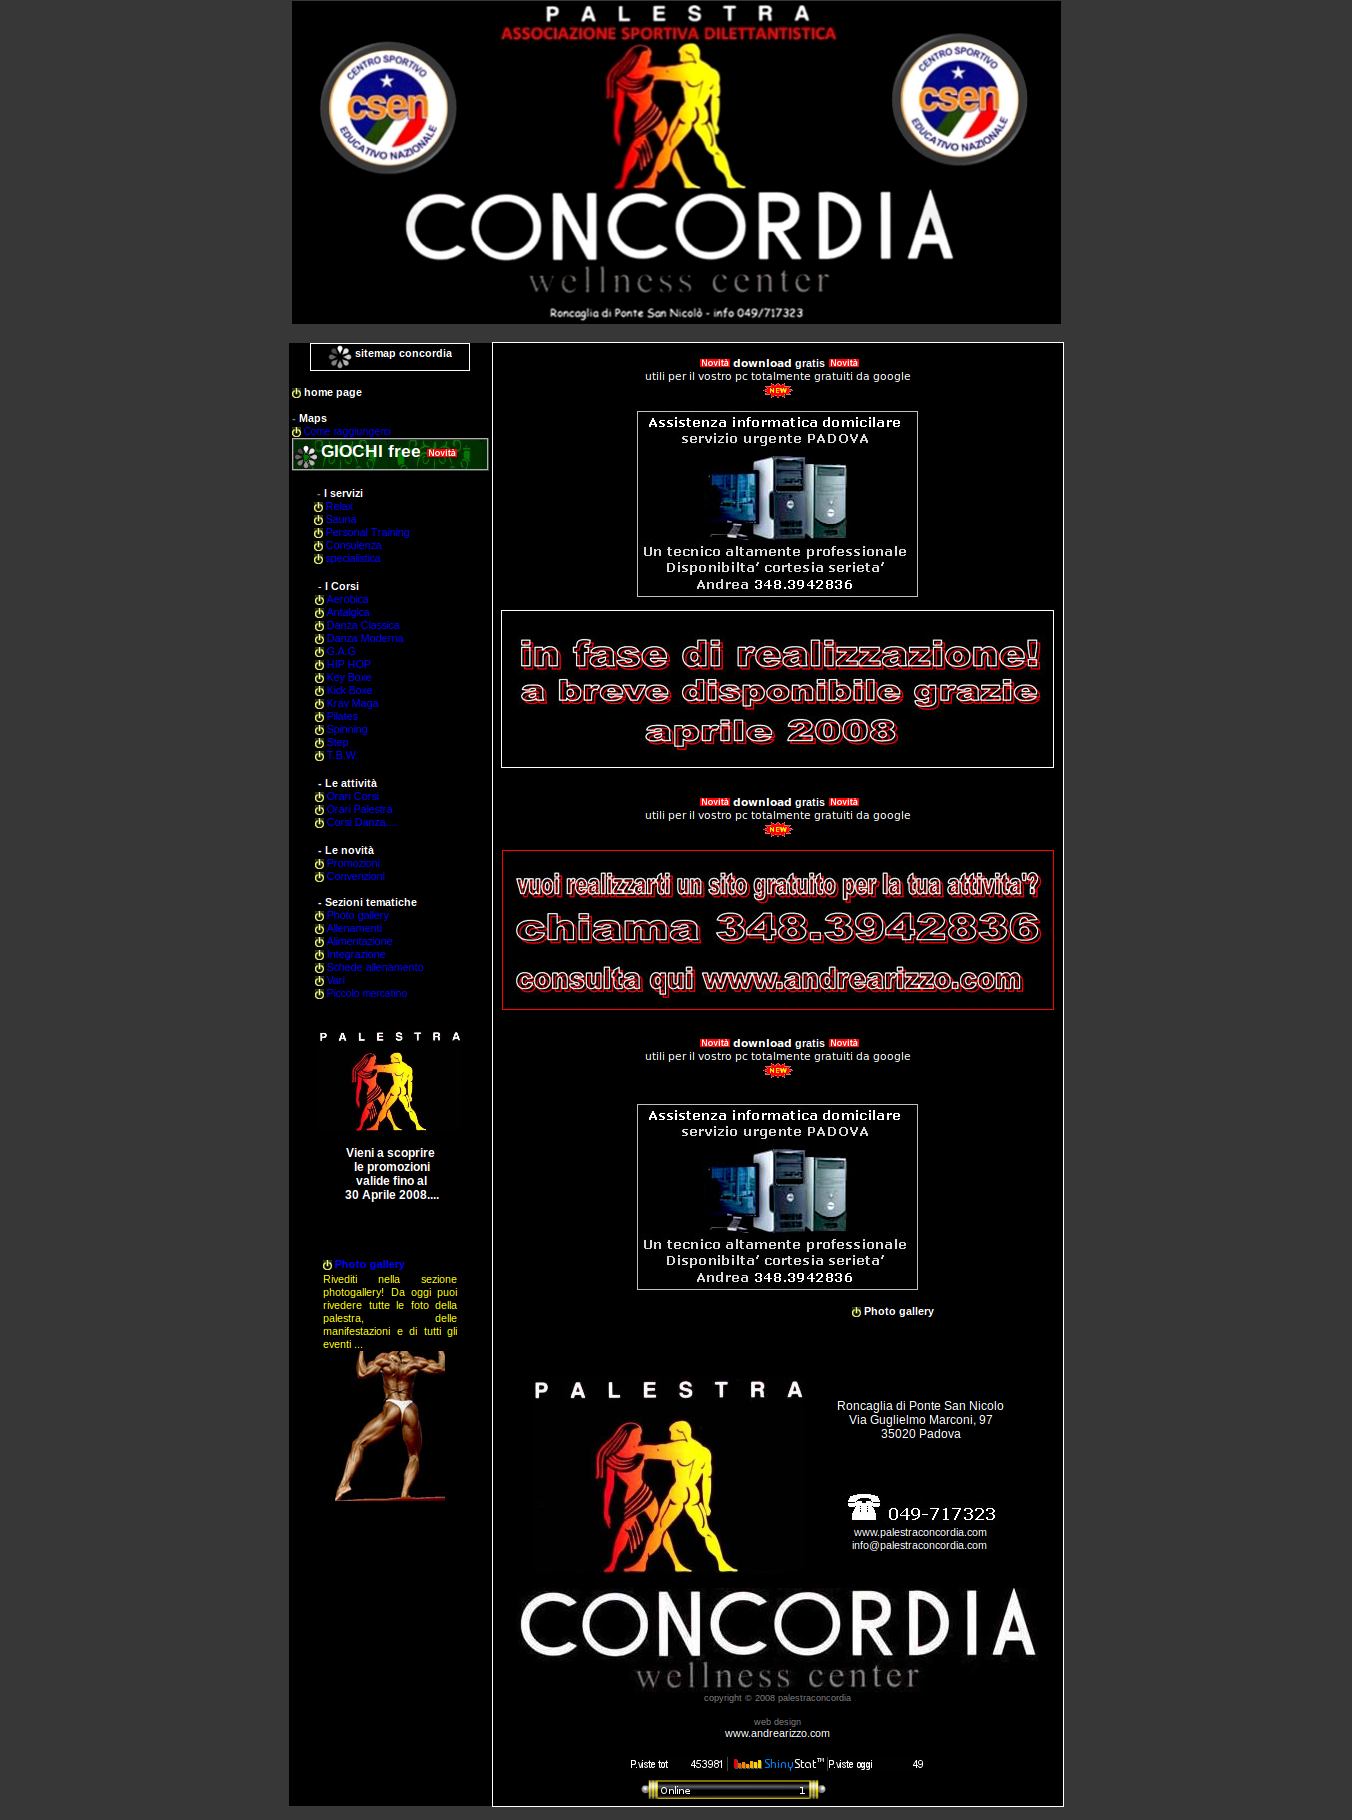 PALESTRA
ASSOCIAZIONE SPORTIVA DILETTANTISTICA
CENTRO SPORTIVO
csen
EDUCATIVO NAZIONALE
CENTRO SPORTIVO
csen
EDUCATIVO NAZIONALE
CONCORDIA
wellness center
Roncaglia di Ponte San Nicolò - info 049/717323
sitemap concordia
home page
- Maps
Come raggiungerci
GIOCHI free Novità
- I servizi
Relax
Sauna
Personal Training
Consulenza
specialistica
- I Corsi
Aerobica
Antalgica
Danza Classica
Danza Moderna
G.A.G
HIP HOP
Key Boxe
Kick Boxe
Krav Maga
Pilates
Spinning
Step
T.B.W.
- Le attività
Orari Corsi
Orari Palestra
Corsi Danza ...
- Le novità
Promozioni
Convenzioni
- Sezioni tematiche
Photo gallery
Allenamenti
Alimentazione
Integrazione
Schede allenamento
Vari
Piccolo mercatino
PALESTRA
Vieni a scoprire
le promozioni
valide fino al
30 Aprile 2008....
Photo gallery
Rivediti nella sezione
photogallery! Da oggi puoi
rivedere tutte le foto della
palestra, delle
manifestazioni e di tutti gli
eventi ...
Novità download gratis Novità
utili per il vostro pc totalmente gratuiti da google
NEW
Assistenza informatica domicilare
servizio urgente PADOVA
Un tecnico altamente professionale
Disponibilta' cortesia serieta'
Andrea 348.3942836
in fase di realizzazione!
a breve disponibile grazie
aprile 2008
Novità download gratis Novità
utili per il vostro pc totalmente gratuiti da google
NEW
vuoi realizzarti un sito gratuito per la tua attivita'?
chiama 348.3942836
consulta qui www.andrearizzo.com
Novità download gratis Novità
utili per il vostro pc totalmente gratuiti da google
NEW
Assistenza informatica domicilare
servizio urgente PADOVA
Un tecnico altamente professionale
Disponibilta' cortesia serieta'
Andrea 348.3942836
Photo gallery
PALESTRA
Roncaglia di Ponte San Nicolo
Via Guglielmo Marconi, 97
35020 Padova
049-717323
www.palestraconcordia.com
info@palestraconcordia.com
CONCORDIA
wellness center
copyright © 2008 palestraconcordia
web design
www.andrearizzo.com
P.viste tot 453981 ShinyStat™ P.viste oggi 49
Online 1